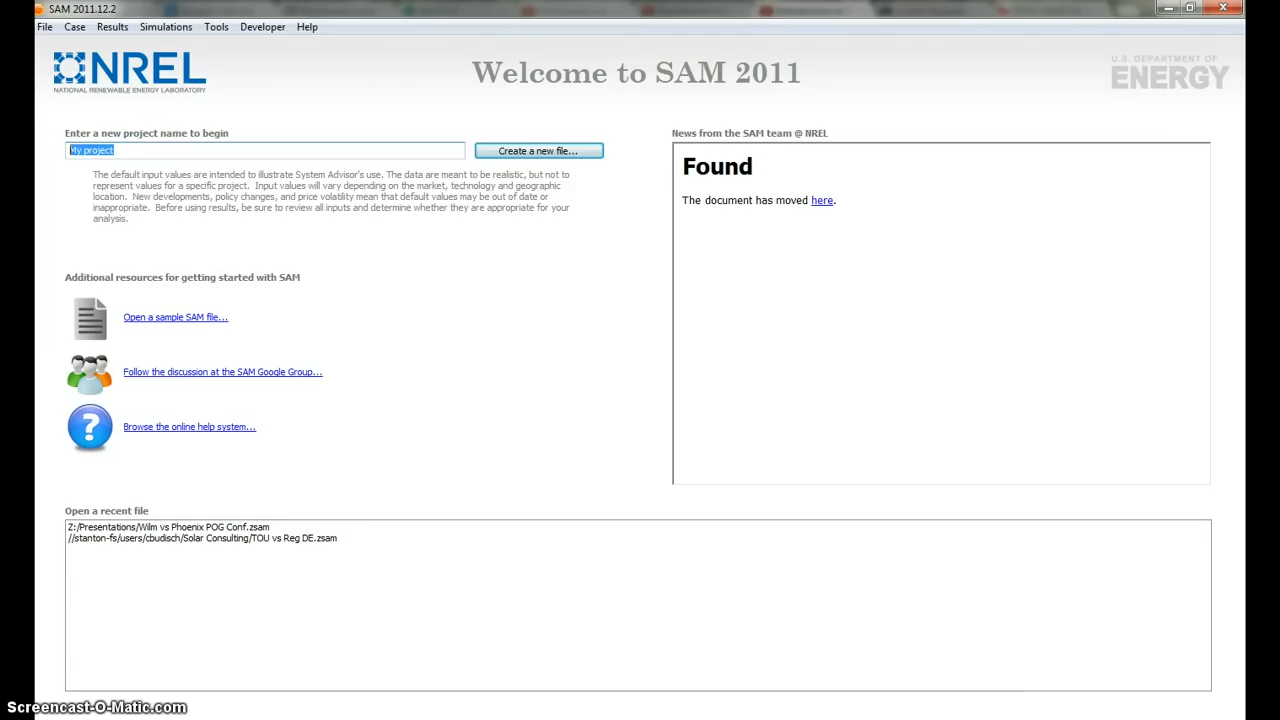 SAM 2011.12.2
File Case Results Simulations Tools Developer Help
NREL
NATIONAL RENEWABLE ENERGY LABORATORY
Welcome to SAM 2011
U.S. DEPARTMENT OF
ENERGY
Enter a new project name to begin
My project
Create a new file...
The default input values are intended to illustrate System Advisor's use. The data are meant to be realistic, but not to
represent values for a specific project. Input values will vary depending on the market, technology and geographic
location. New developments, policy changes, and price volatility mean that default values may be out of date or
inappropriate. Before using results, be sure to review all inputs and determine whether they are appropriate for your
analysis.
News from the SAM team @ NREL
Found
The document has moved here.
Additional resources for getting started with SAM
Open a sample SAM file...
Follow the discussion at the SAM Google Group...
Browse the online help system...
Open a recent file
Z:/Presentations/Wilm vs Phoenix POG Conf.zsam
//stanton-fs/users/cbudisch/Solar Consulting/TOU vs Reg DE.zsam
Screencast-O-Matic.com